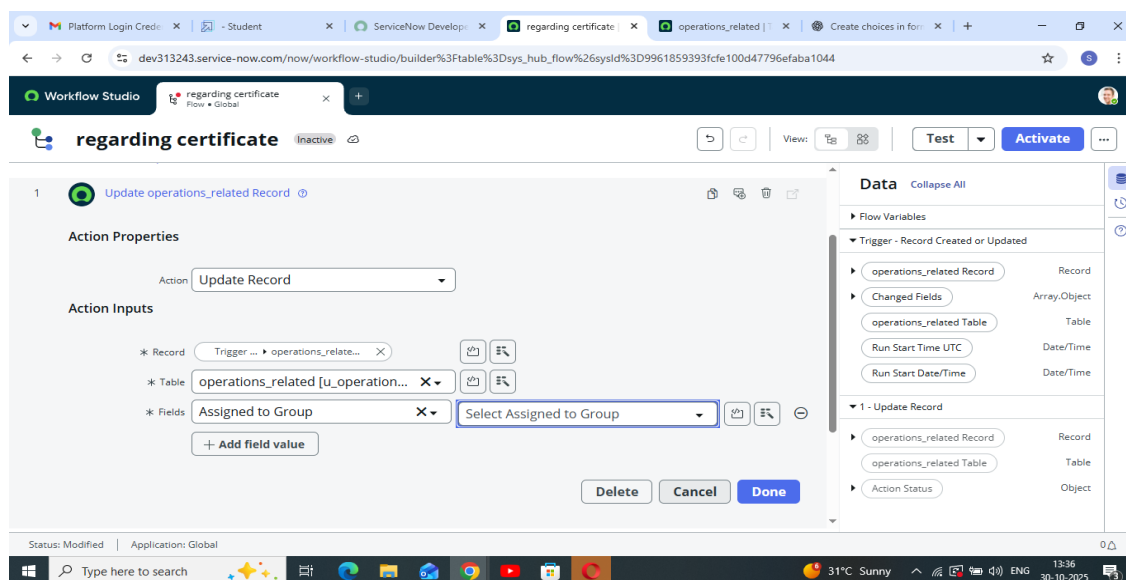 Platform Login Crede
- Student
ServiceNow Develope
regarding certificate |
operations_related | T
Create choices in form
dev313243.service-now.com/now/workflow-studio/builder%3Ftable%3Dsys_hub_flow%26sysId%3D9961859393fcfe100d47796efaba1044
S
Workflow Studio
regarding certificate
Flow • Global
regarding certificate
Inactive
View:
Test
Activate
1
Update operations_related Record
Data
Collapse All
Flow Variables
Action Properties
Trigger - Record Created or Updated
operations_related Record
Record
Action
Update Record
Changed Fields
Array.Object
Action Inputs
operations_related Table
Table
Run Start Time UTC
Date/Time
* Record
Trigger ... ▸ operations_relate...
Run Start Date/Time
Date/Time
* Table
operations_related [u_operation...
* Fields
Assigned to Group
Select Assigned to Group
1 - Update Record
+ Add field value
operations_related Record
Record
operations_related Table
Table
Delete
Cancel
Done
Action Status
Object
Status: Modified
Application: Global
0
Type here to search
31°C Sunny
ENG
13:36
30-10-2025